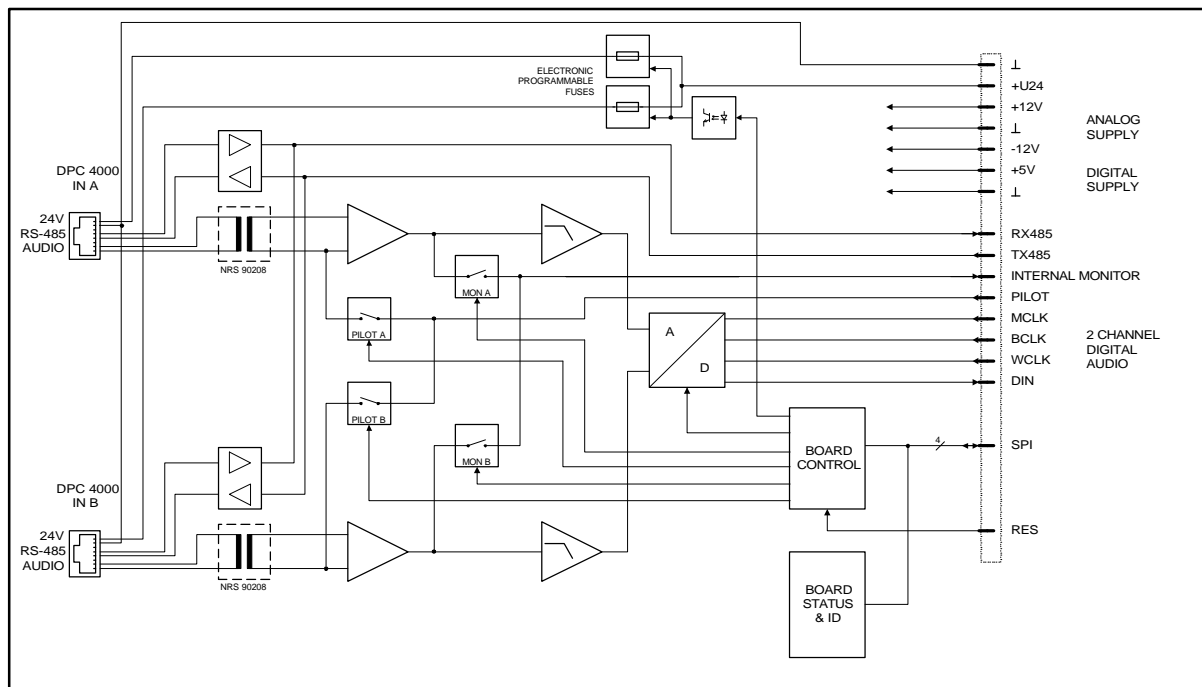 ELECTRONIC
PROGRAMMABLE
FUSES
⊥
+U24
+12V
⊥
-12V
+5V
⊥
ANALOG
SUPPLY
DIGITAL
SUPPLY
DPC 4000
IN A
24V
RS-485
AUDIO
NRS 90208
MON A
PILOT A
PILOT B
MON B
A
D
RX485
TX485
INTERNAL MONITOR
PILOT
MCLK
BCLK
WCLK
DIN
2 CHANNEL
DIGITAL
AUDIO
BOARD
CONTROL
4
SPI
RES
DPC 4000
IN B
24V
RS-485
AUDIO
NRS 90208
BOARD
STATUS
& ID